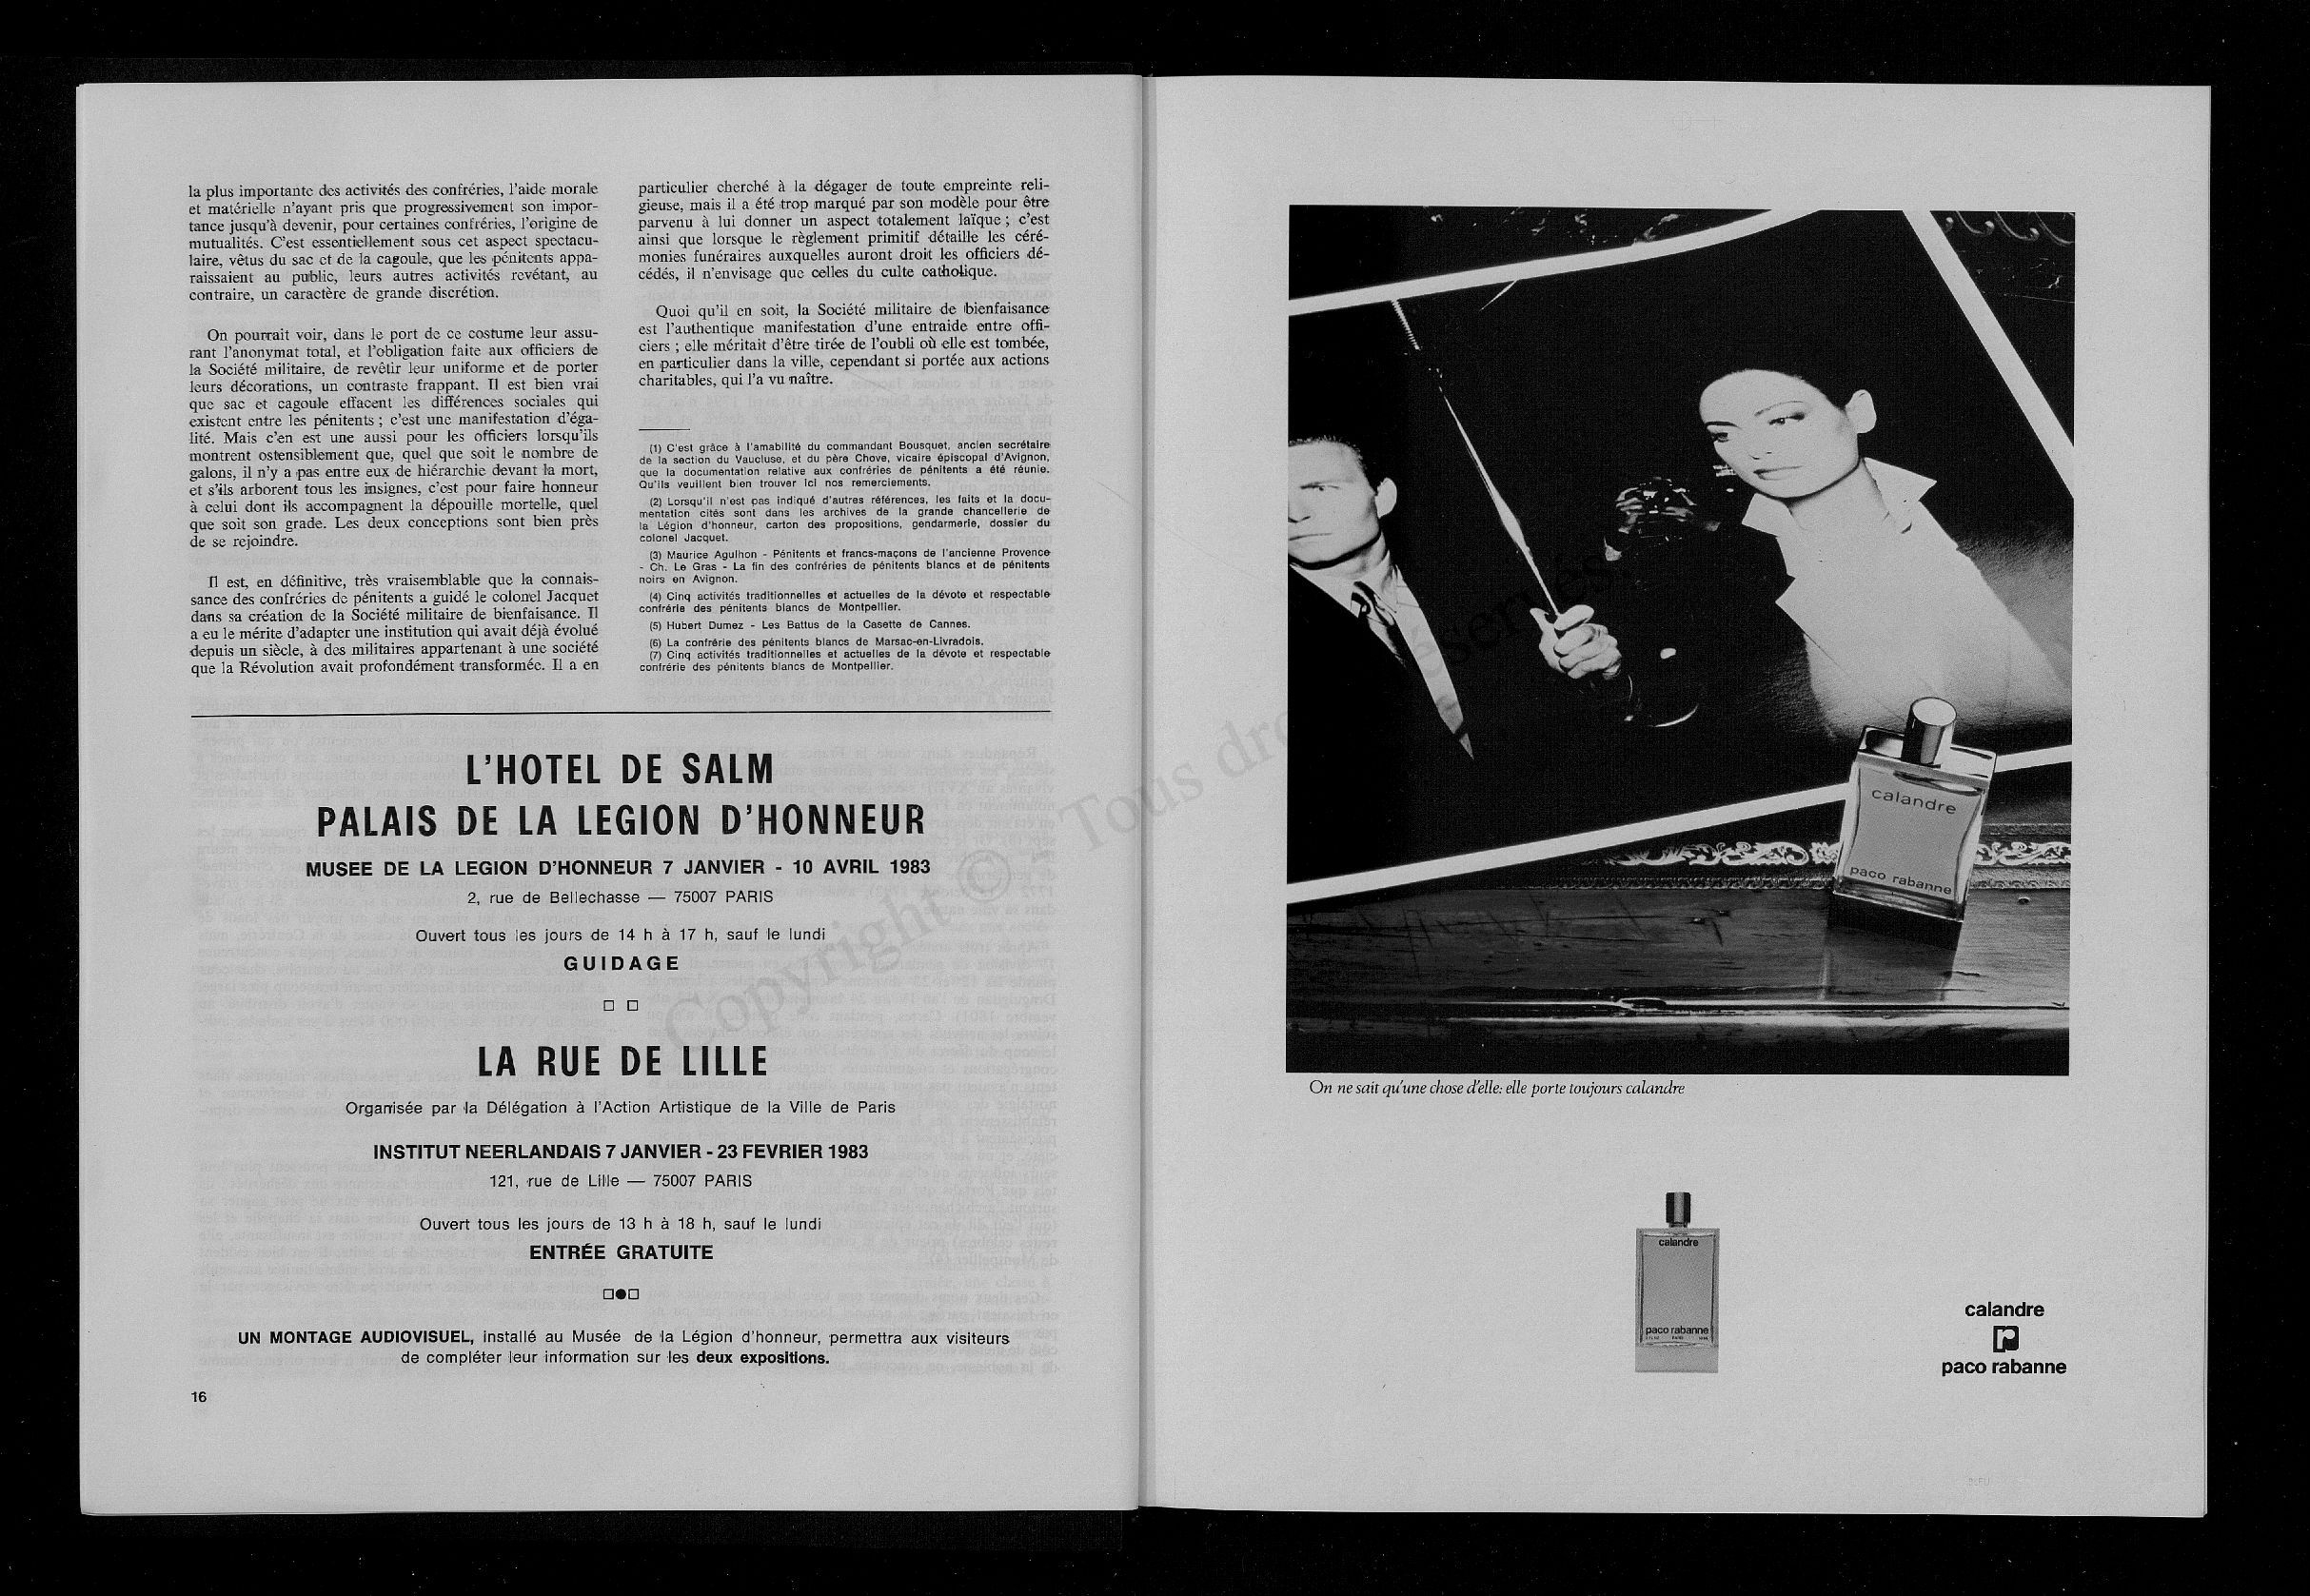 la plus importante des activités des confréries, l'aide morale
et matérielle n'ayant pris que progressivement son impor-
tance jusqu'à devenir, pour certaines confréries, l'origine de
mutualités. C'est essentiellement sous cet aspect spectacu-
laire, vêtus du sac et de la cagoule, que les pénitents appa-
raissaient au public, leurs autres activités revétant, au
contraire, un caractère de grande discrétion.
On pourrait voir, dans le port de ce costume leur assu-
rant l'anonymat total, et l'obligation faite aux officiers de
la Société militaire, de revêtir leur uniforme et de porter
leurs décorations, un contraste frappant. Il est bien vrai
que sac et cagoule effacent les différences sociales qui
existent entre les pénitents ; c'est une manifestation d'éga-
lité. Mais c'en est une aussi pour les officiers lorsqu'ils
montrent ostensiblement que, quel que soit le nombre de
galons, il n'y a pas entre eux de hiérarchie devant la mort,
et s'ils arborent tous les insignes, c'est pour faire honneur
à celui dont ils accompagnent la dépouille mortelle, quel
que soit son grade. Les deux conceptions sont bien près
de se rejoindre.
Il est, en définitive, très vraisemblable que la connais-
sance des confréries de pénitents a guidé le colonel Jacquet
dans sa création de la Société militaire de bienfaisance. Il
a eu le mérite d'adapter une institution qui avait déjà évolué
depuis un siècle, à des militaires appartenant à une société
que la Révolution avait profondément transformée. Il a en
particulier cherché à la dégager de toute empreinte reli-
gieuse, mais il a été trop marqué par son modèle pour être
parvenu à lui donner un aspect totalement laïque ; c'est
ainsi que lorsque le règlement primitif détaille les céré-
monies funéraires auxquelles auront droit les officiers dé-
cédés, il n'envisage que celles du culte catholique.
Quoi qu'il en soit, la Société militaire de bienfaisance
est l'authentique manifestation d'une entraide entre offi-
ciers ; elle méritait d'être tirée de l'oubli où elle est tombée,
en particulier dans la ville, cependant si portée aux actions
charitables, qui l'a vu naître.
(1) C'est grâce à l'amabilité du commandant Bousquet, ancien secrétaire
de la section du Vaucluse, et du père Chove, vicaire épiscopal d'Avignon,
que la documentation relative aux confréries de pénitents a été réunie.
Qu'ils veuillent bien trouver ici nos remerciements.
(2) Lorsqu'il n'est pas indiqué d'autres références, les faits et la docu-
mentation cités sont dans les archives de la grande chancellerie de
la Légion d'honneur, carton des propositions, gendarmerie, dossier du
colonel Jacquet.
(3) Maurice Agulhon - Pénitents et francs-maçons de l'ancienne Provence
- Ch. Le Gras - La fin des confréries de pénitents blancs et de pénitents
noirs en Avignon.
(4) Cinq activités traditionnelles et actuelles de la dévote et respectable
confrérie des pénitents blancs de Montpellier.
(5) Hubert Dumez - Les Battus de la Casette de Cannes.
(6) La confrérie des pénitents blancs de Marsac-en-Livradois.
(7) Cinq activités traditionnelles et actuelles de la dévote et respectable
confrérie des pénitents blancs de Montpellier.
L'HOTEL DE SALM
PALAIS DE LA LEGION D'HONNEUR
MUSEE DE LA LEGION D'HONNEUR 7 JANVIER - 10 AVRIL 1983
2, rue de Bellechasse — 75007 PARIS
Ouvert tous les jours de 14 h à 17 h, sauf le lundi
GUIDAGE
LA RUE DE LILLE
Organisée par la Délégation à l'Action Artistique de la Ville de Paris
INSTITUT NEERLANDAIS 7 JANVIER - 23 FEVRIER 1983
121, rue de Lille — 75007 PARIS
Ouvert tous les jours de 13 h à 18 h, sauf le lundi
ENTRÉE GRATUITE
UN MONTAGE AUDIOVISUEL, installé au Musée de la Légion d'honneur, permettra aux visiteurs
de compléter leur information sur les deux expositions.
16
Copyright © - Tous droits réservés
calandre
paco rabanne
On ne sait qu'une chose d'elle: elle porte toujours calandre
calandre
paco rabanne
calandre
r
paco rabanne